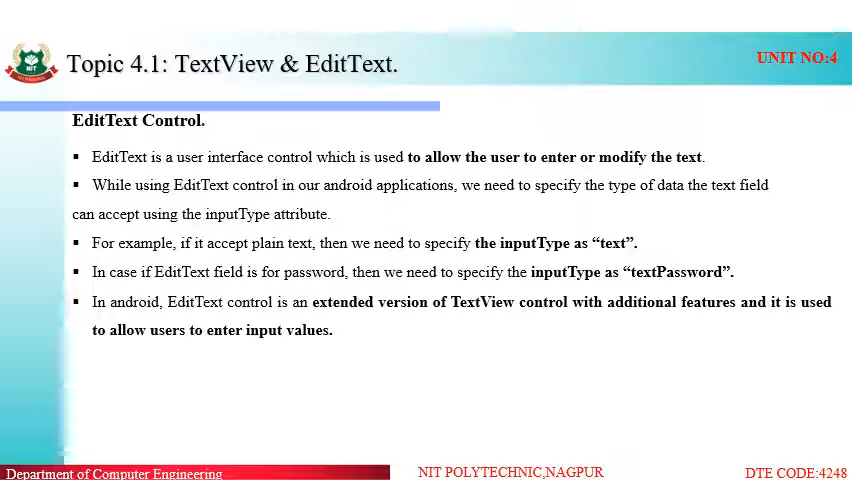 NIT
Topic 4.1: TextView & EditText.
UNIT NO:4
EditText Control.
▪ EditText is a user interface control which is used to allow the user to enter or modify the text.
▪ While using EditText control in our android applications, we need to specify the type of data the text field
can accept using the inputType attribute.
▪ For example, if it accept plain text, then we need to specify the inputType as “text”.
▪ In case if EditText field is for password, then we need to specify the inputType as “textPassword”.
▪ In android, EditText control is an extended version of TextView control with additional features and it is used
to allow users to enter input values.
Department of Computer Engineering
NIT POLYTECHNIC,NAGPUR
DTE CODE:4248